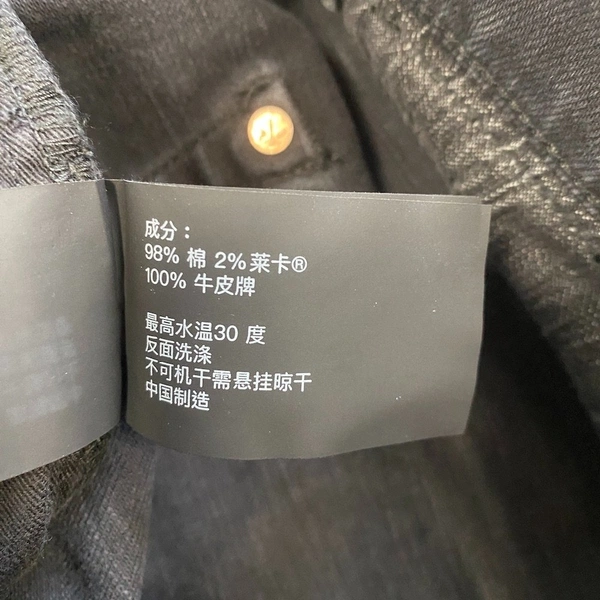 成分：
98% 棉 2%莱卡®
100% 牛皮牌
最高水温30 度
反面洗涤
不可机干需悬挂晾干
中国制造